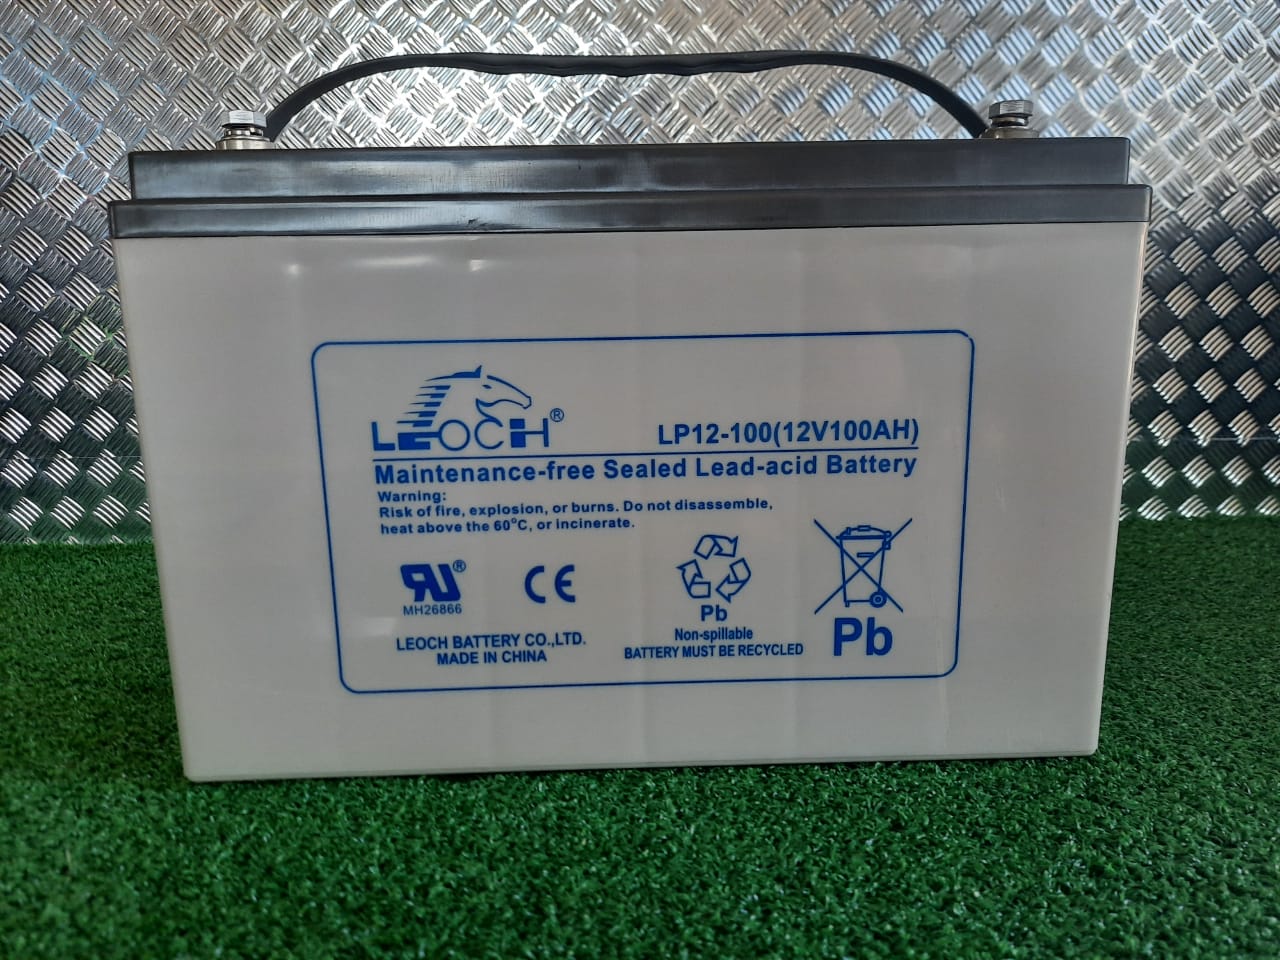 LEOCH®
LP12-100(12V100AH)
Maintenance-free Sealed Lead-acid Battery
Warning:
Risk of fire, explosion, or burns. Do not disassemble,
heat above the 60°C, or incinerate.
RU®
MH26866
CE
Pb
Non-spillable
BATTERY MUST BE RECYCLED
Pb
LEOCH BATTERY CO.,LTD.
MADE IN CHINA